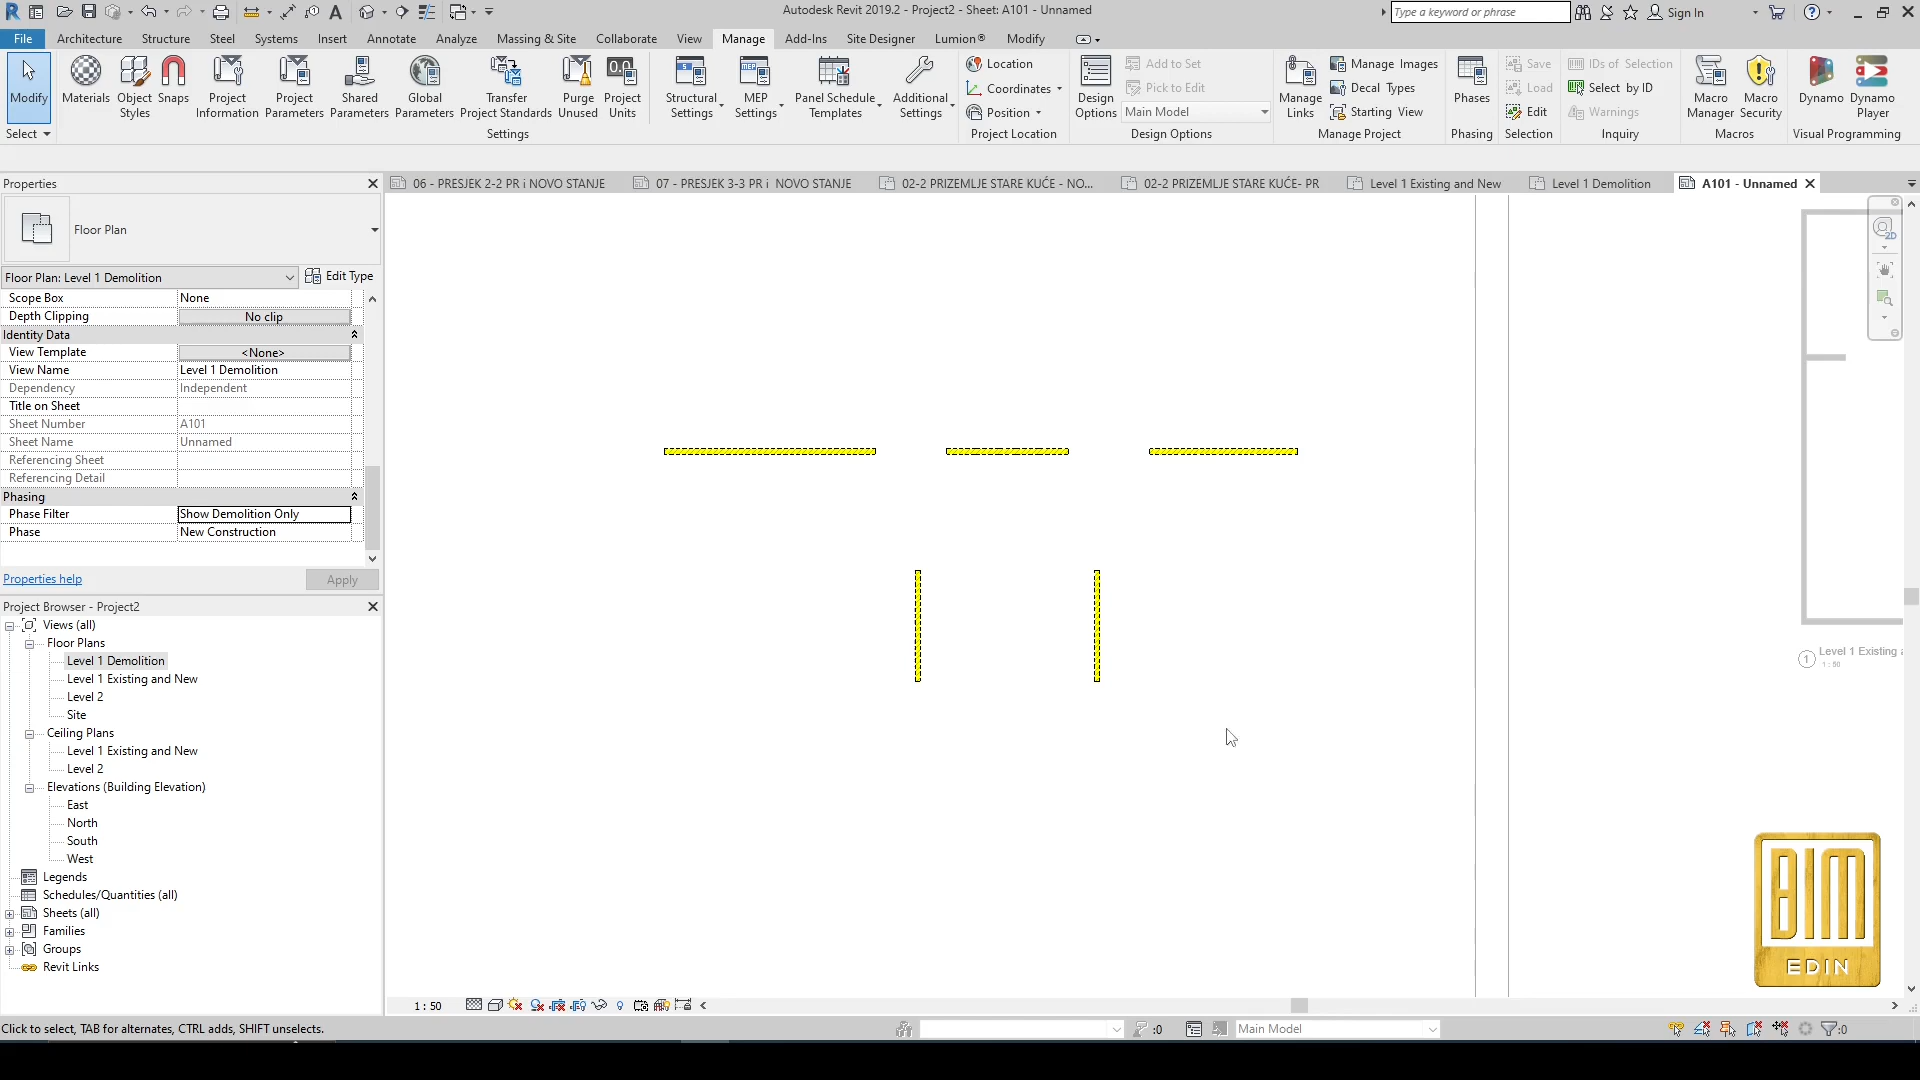 Autodesk Revit 2019.2 - Project2 - Sheet: A101 - Unnamed
Type a keyword or phrase
Sign In
File Architecture Structure Steel Systems Insert Annotate Analyze Massing & Site Collaborate View Manage Add-Ins Site Designer Lumion® Modify
Modify
Materials
Object Styles
Snaps
Project Information
Project Parameters
Shared Parameters
Global Parameters
Transfer Project Standards
Purge Unused
Project Units
Structural Settings
MEP Settings
Panel Schedule Templates
Additional Settings
Location
Coordinates
Position
Design Options
Add to Set
Pick to Edit
Main Model
Manage Links
Manage Images
Decal Types
Starting View
Phases
Save
Load
Edit
IDs of Selection
Select by ID
Warnings
Macro Manager
Macro Security
Dynamo
Dynamo Player
Select
Settings
Project Location
Design Options
Manage Project
Phasing
Selection
Inquiry
Macros
Visual Programming
Properties
06 - PRESJEK 2-2 PR i NOVO STANJE
07 - PRESJEK 3-3 PR i NOVO STANJE
02-2 PRIZEMLJE STARE KUĆE - NO...
02-2 PRIZEMLJE STARE KUĆE- PR
Level 1 Existing and New
Level 1 Demolition
A101 - Unnamed
Floor Plan
Floor Plan: Level 1 Demolition
Edit Type
Scope Box None
Depth Clipping No clip
Identity Data
View Template <None>
View Name Level 1 Demolition
Dependency Independent
Title on Sheet
Sheet Number A101
Sheet Name Unnamed
Referencing Sheet
Referencing Detail
Phasing
Phase Filter Show Demolition Only
Phase New Construction
Properties help
Apply
Project Browser - Project2
Views (all)
Floor Plans
Level 1 Demolition
Level 1 Existing and New
Level 2
Site
Ceiling Plans
Level 1 Existing and New
Level 2
Elevations (Building Elevation)
East
North
South
West
Legends
Schedules/Quantities (all)
Sheets (all)
Families
Groups
Revit Links
2D
1 Level 1 Existing a
1 : 50
BIM
EDIN
1 : 50
Click to select, TAB for alternates, CTRL adds, SHIFT unselects.
:0
Main Model
:0